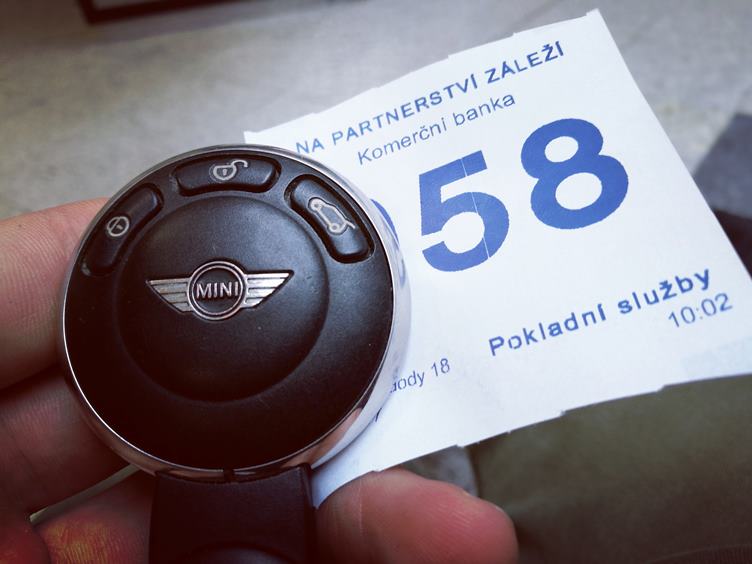 NA PARTNERSTVÍ ZÁLEŽÍ
Komerční banka
58
Pokladní služby
10:02
18
MINI